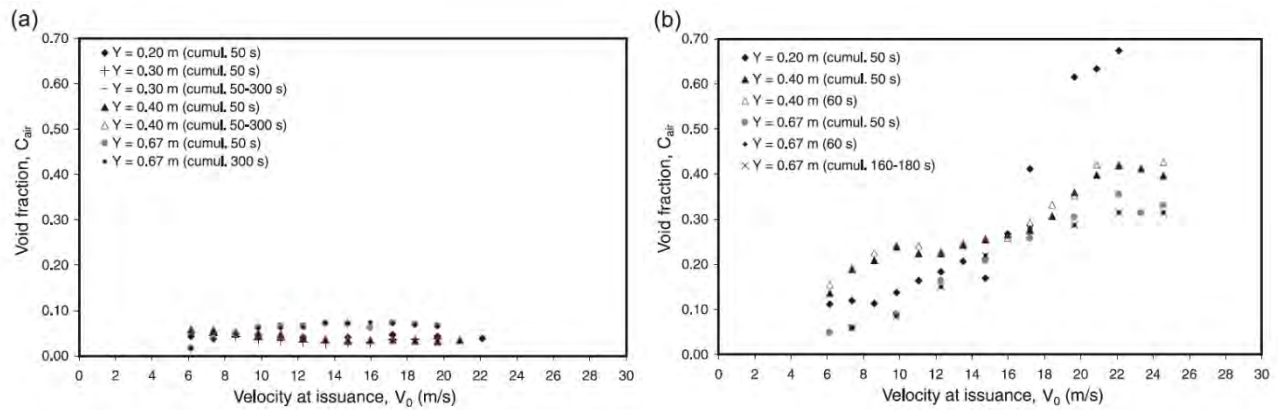 (a)
0.70
0.60
0.50
0.40
0.30
0.20
0.10
0.00
Void fraction, C_air
Y = 0.20 m (cumul. 50 s)
Y = 0.30 m (cumul. 50 s)
Y = 0.30 m (cumul. 50-300 s)
Y = 0.40 m (cumul. 50 s)
Y = 0.40 m (cumul. 50-300 s)
Y = 0.67 m (cumul. 50 s)
Y = 0.67 m (cumul. 300 s)
0 2 4 6 8 10 12 14 16 18 20 22 24 26 28 30
Velocity at issuance, V_0 (m/s)
(b)
0.70
0.60
0.50
0.40
0.30
0.20
0.10
0.00
Void fraction, C_air
Y = 0.20 m (cumul. 50 s)
Y = 0.40 m (cumul. 50 s)
Y = 0.40 m (60 s)
Y = 0.67 m (cumul. 50 s)
Y = 0.67 m (60 s)
Y = 0.67 m (cumul. 160-180 s)
0 2 4 6 8 10 12 14 16 18 20 22 24 26 28 30
Velocity at issuance, V_0 (m/s)